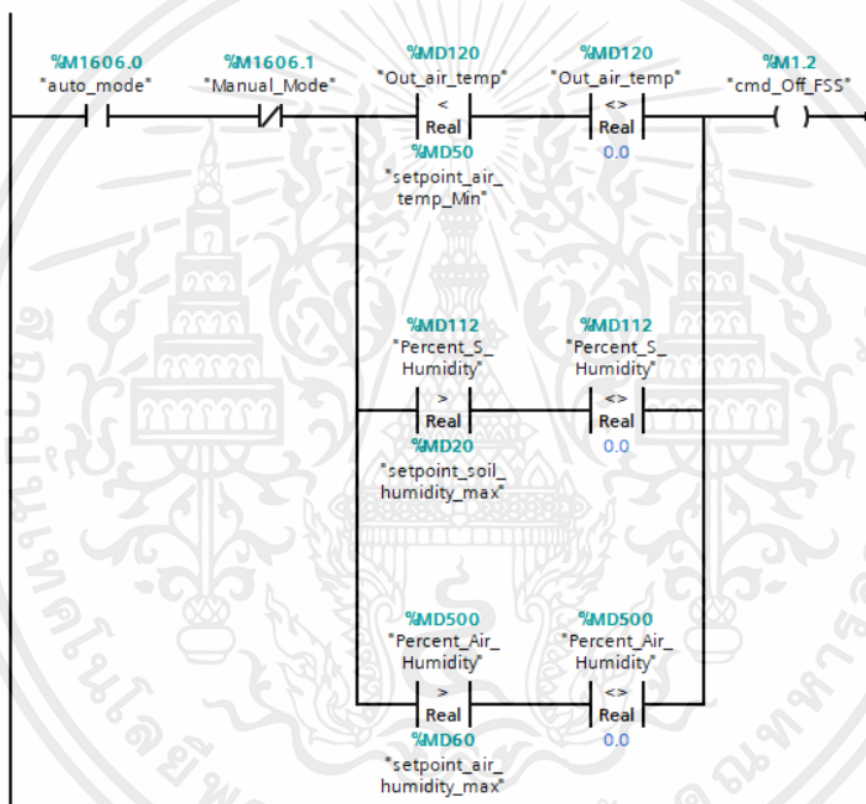 %M1606.0
"auto_mode"
%M1606.1
"Manual_Mode"
%MD120
"Out_air_temp"
<
Real
%MD50
"setpoint_air_
temp_Min"
%MD120
"Out_air_temp"
<>
Real
0.0
%M1.2
"cmd_Off_FSS"
%MD112
"Percent_S_
Humidity"
>
Real
%MD20
"setpoint_soil_
humidity_max"
%MD112
"Percent_S_
Humidity"
<>
Real
0.0
%MD500
"Percent_Air_
Humidity"
>
Real
%MD60
"setpoint_air_
humidity_max"
%MD500
"Percent_Air_
Humidity"
<>
Real
0.0